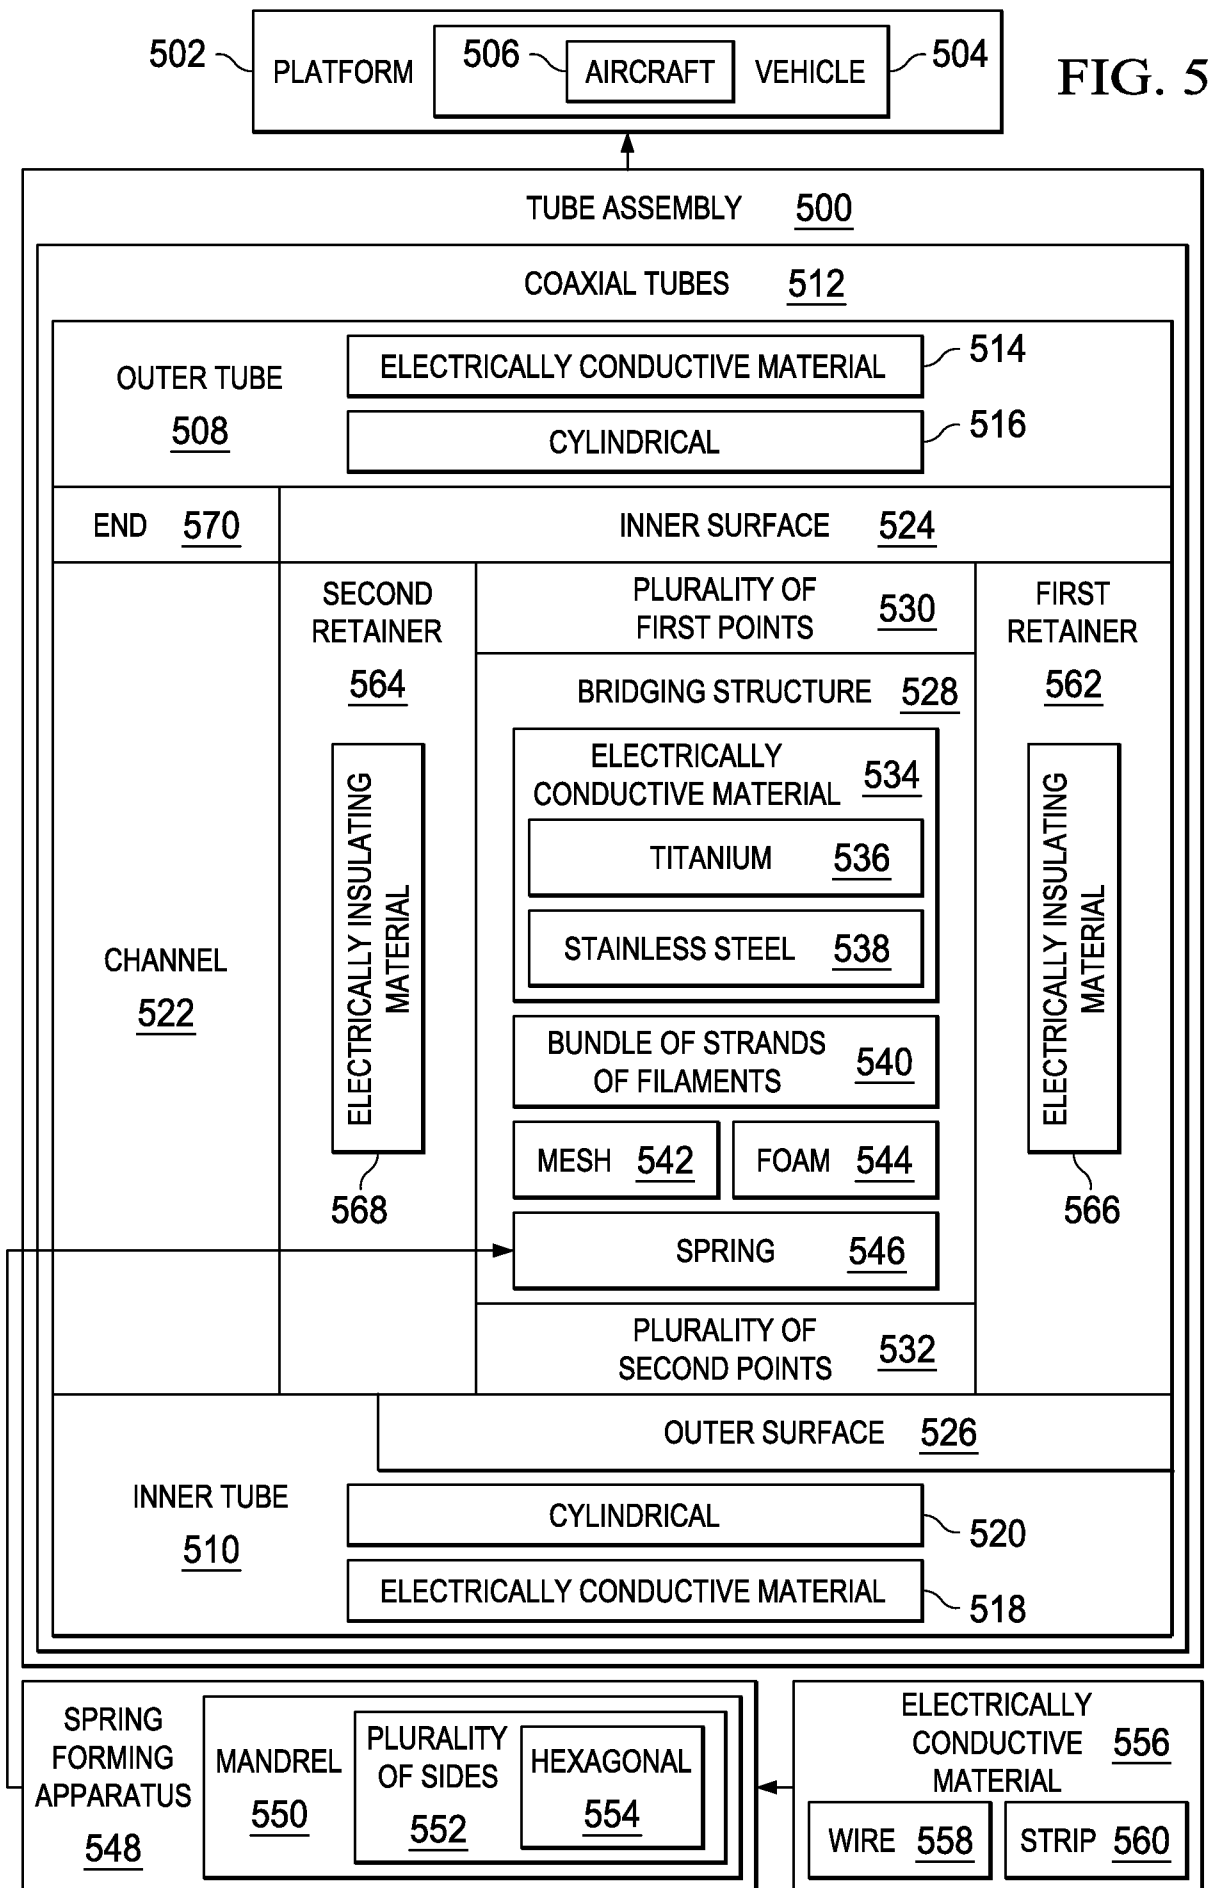 FIG. 5
502 PLATFORM 506 AIRCRAFT VEHICLE 504
TUBE ASSEMBLY 500
COAXIAL TUBES 512
OUTER TUBE
508
ELECTRICALLY CONDUCTIVE MATERIAL 514
CYLINDRICAL 516
END 570
INNER SURFACE 524
CHANNEL
522
SECOND
RETAINER
564
ELECTRICALLY INSULATING
MATERIAL
568
PLURALITY OF
FIRST POINTS
530
BRIDGING STRUCTURE 528
ELECTRICALLY
CONDUCTIVE MATERIAL
534
TITANIUM 536
STAINLESS STEEL 538
BUNDLE OF STRANDS
OF FILAMENTS
540
MESH 542
FOAM 544
SPRING 546
PLURALITY OF
SECOND POINTS
532
FIRST
RETAINER
562
ELECTRICALLY INSULATING
MATERIAL
566
OUTER SURFACE 526
INNER TUBE
510
CYLINDRICAL 520
ELECTRICALLY CONDUCTIVE MATERIAL 518
SPRING
FORMING
APPARATUS
548
MANDREL
550
PLURALITY
OF SIDES
552
HEXAGONAL
554
ELECTRICALLY
CONDUCTIVE
MATERIAL
556
WIRE 558
STRIP 560